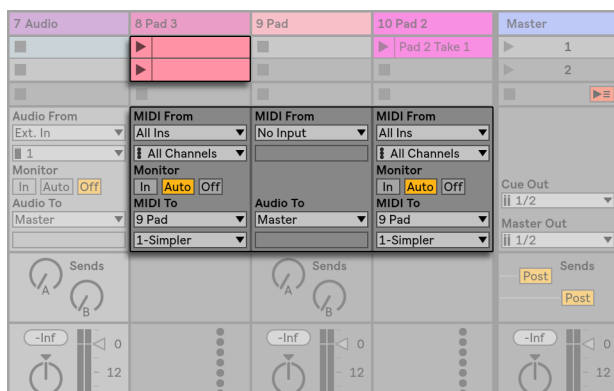 7 Audio 8 Pad 3 9 Pad 10 Pad 2 Master
Pad 2 Take 1 1
2
Audio From MIDI From MIDI From MIDI From
Ext. In All Ins No Input All Ins
1 All Channels All Channels
Monitor Monitor Monitor
In Auto Off In Auto Off In Auto Off Cue Out
Audio To MIDI To Audio To MIDI To 1/2
Master 9 Pad Master 9 Pad Master Out
1-Simpler 1-Simpler 1/2
Sends Sends Sends
A A Post
B B Post
-Inf -Inf -Inf
0 0 0
12 12 12